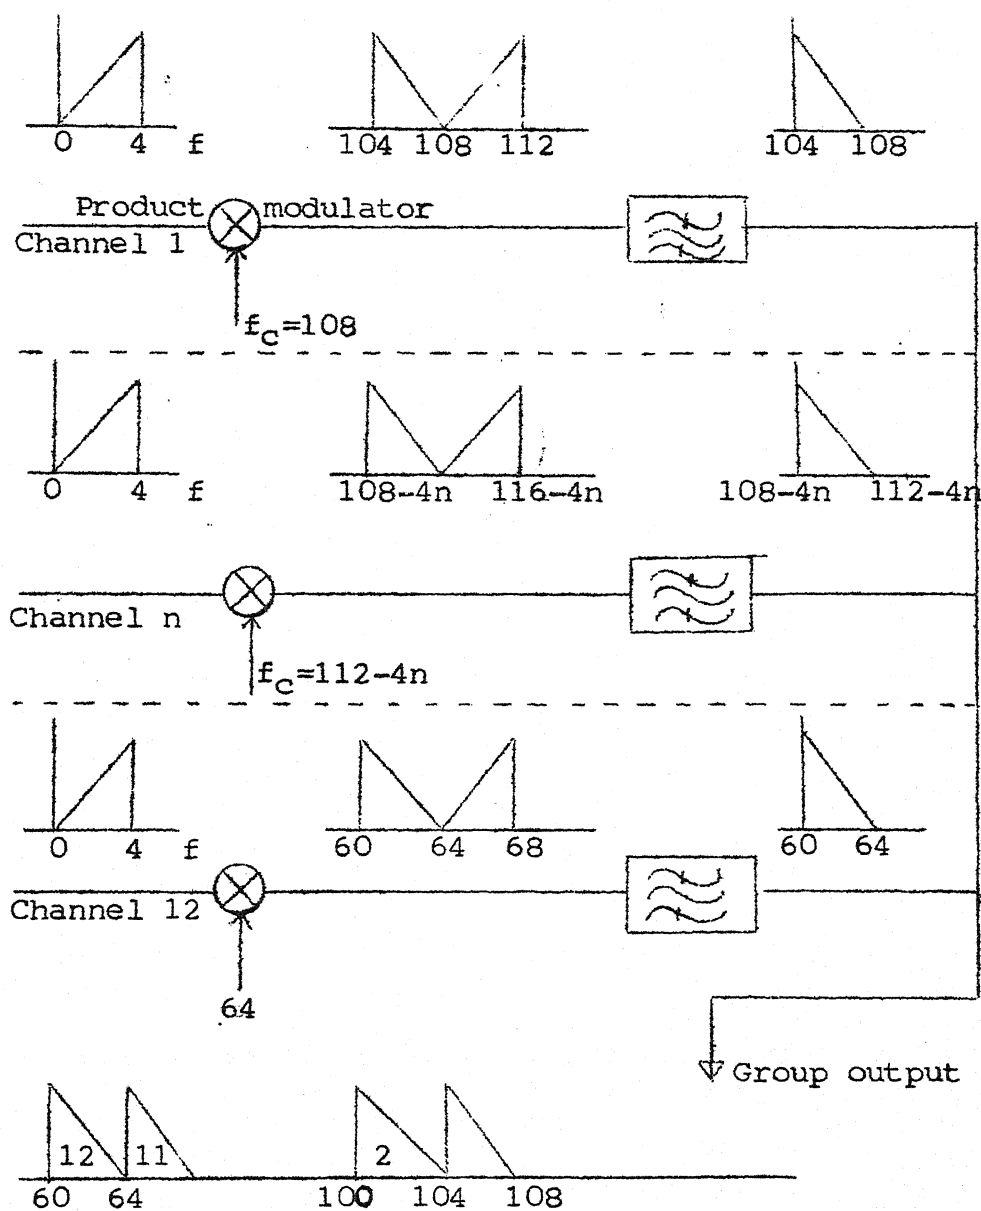 0 4 f 104 108 112 104 108
Product modulator
Channel 1
f_C=108
0 4 f 108-4n 116-4n 108-4n 112-4n
Channel n
f_C=112-4n
0 4 f 60 64 68 60 64
Channel 12
64
Group output
12 11 2
60 64 100 104 108